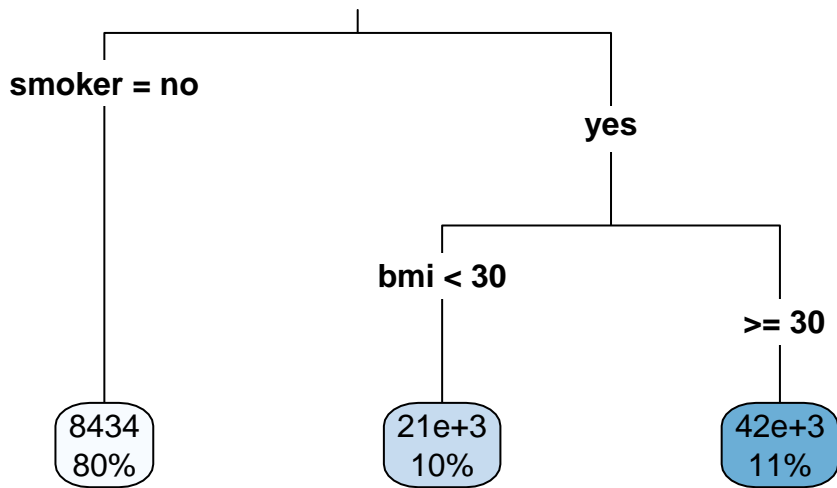 smoker = no
yes
bmi < 30
>= 30
8434
80%
21e+3
10%
42e+3
11%